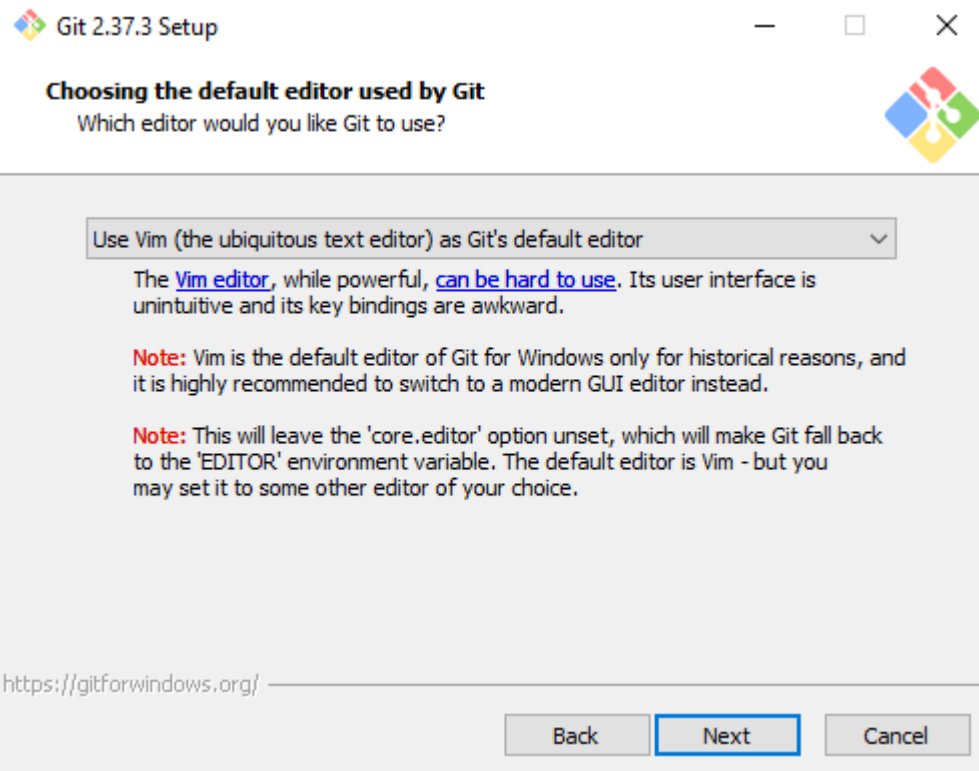 Git 2.37.3 Setup
Choosing the default editor used by Git
Which editor would you like Git to use?
Use Vim (the ubiquitous text editor) as Git's default editor
The Vim editor, while powerful, can be hard to use. Its user interface is
unintuitive and its key bindings are awkward.
Note: Vim is the default editor of Git for Windows only for historical reasons, and
it is highly recommended to switch to a modern GUI editor instead.
Note: This will leave the 'core.editor' option unset, which will make Git fall back
to the 'EDITOR' environment variable. The default editor is Vim - but you
may set it to some other editor of your choice.
https://gitforwindows.org/
Back Next Cancel